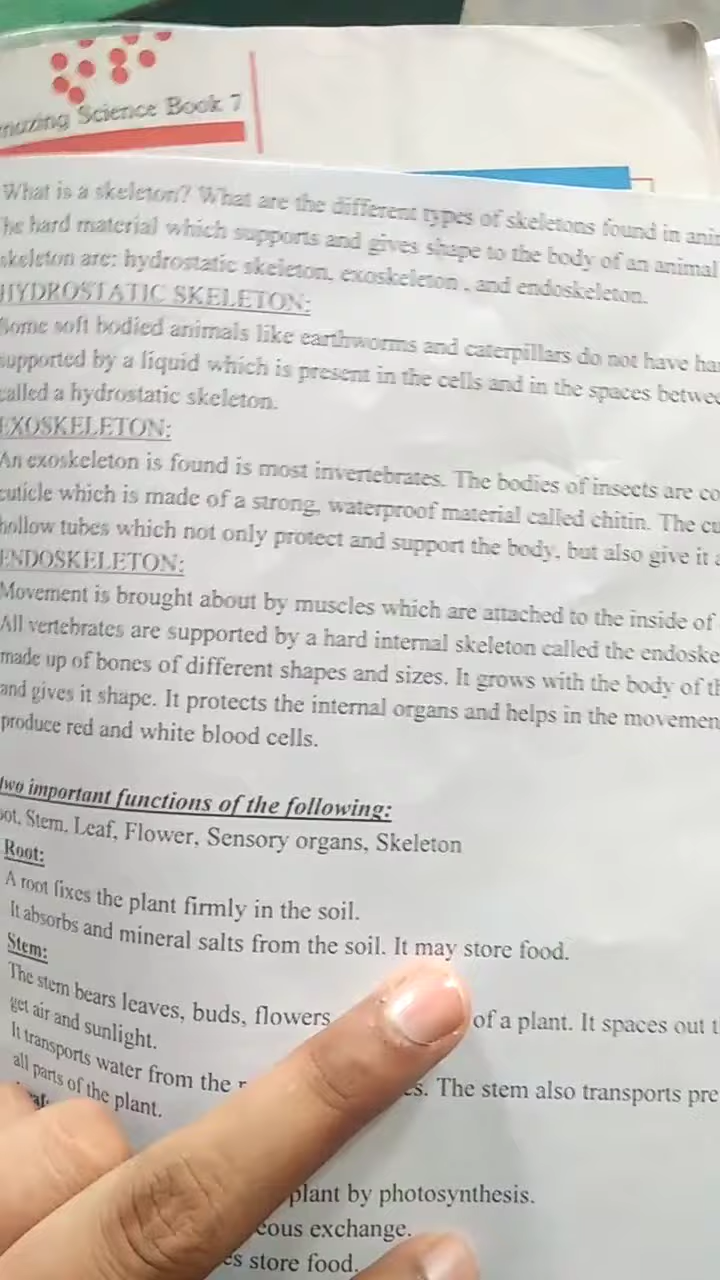 Science Book 7
What is a skeleton? What are the different types of skeletons found in
he hard material which supports and gives shape to the body of an animal
skeleton are: hydrostatic skeleton, exoskeleton , and endoskeleton.
HYDROSTATIC SKELETON:
Some soft bodied animals like earthworms and caterpillars do not have
supported by a liquid which is present in the cells and in the spaces
called a hydrostatic skeleton.
EXOSKELETON:
An exoskeleton is found is most invertebrates. The bodies of insects are
cuticle which is made of a strong, waterproof material called chitin. The
hollow tubes which not only protect and support the body, but also give it
ENDOSKELETON:
Movement is brought about by muscles which are attached to the inside of
All vertebrates are supported by a hard internal skeleton called the
made up of bones of different shapes and sizes. It grows with the body of
and gives it shape. It protects the internal organs and helps in the
produce red and white blood cells.
two important functions of the following:
Stem, Leaf, Flower, Sensory organs, Skeleton
Root:
A root fixes the plant firmly in the soil.
It absorbs and mineral salts from the soil. It may store food.
Stem:
The stem bears leaves, buds, flowers of a plant. It spaces out
get air and sunlight.
It transports water from the The stem also transports
all parts of the plant.
plant by photosynthesis.
exchange.
store food.